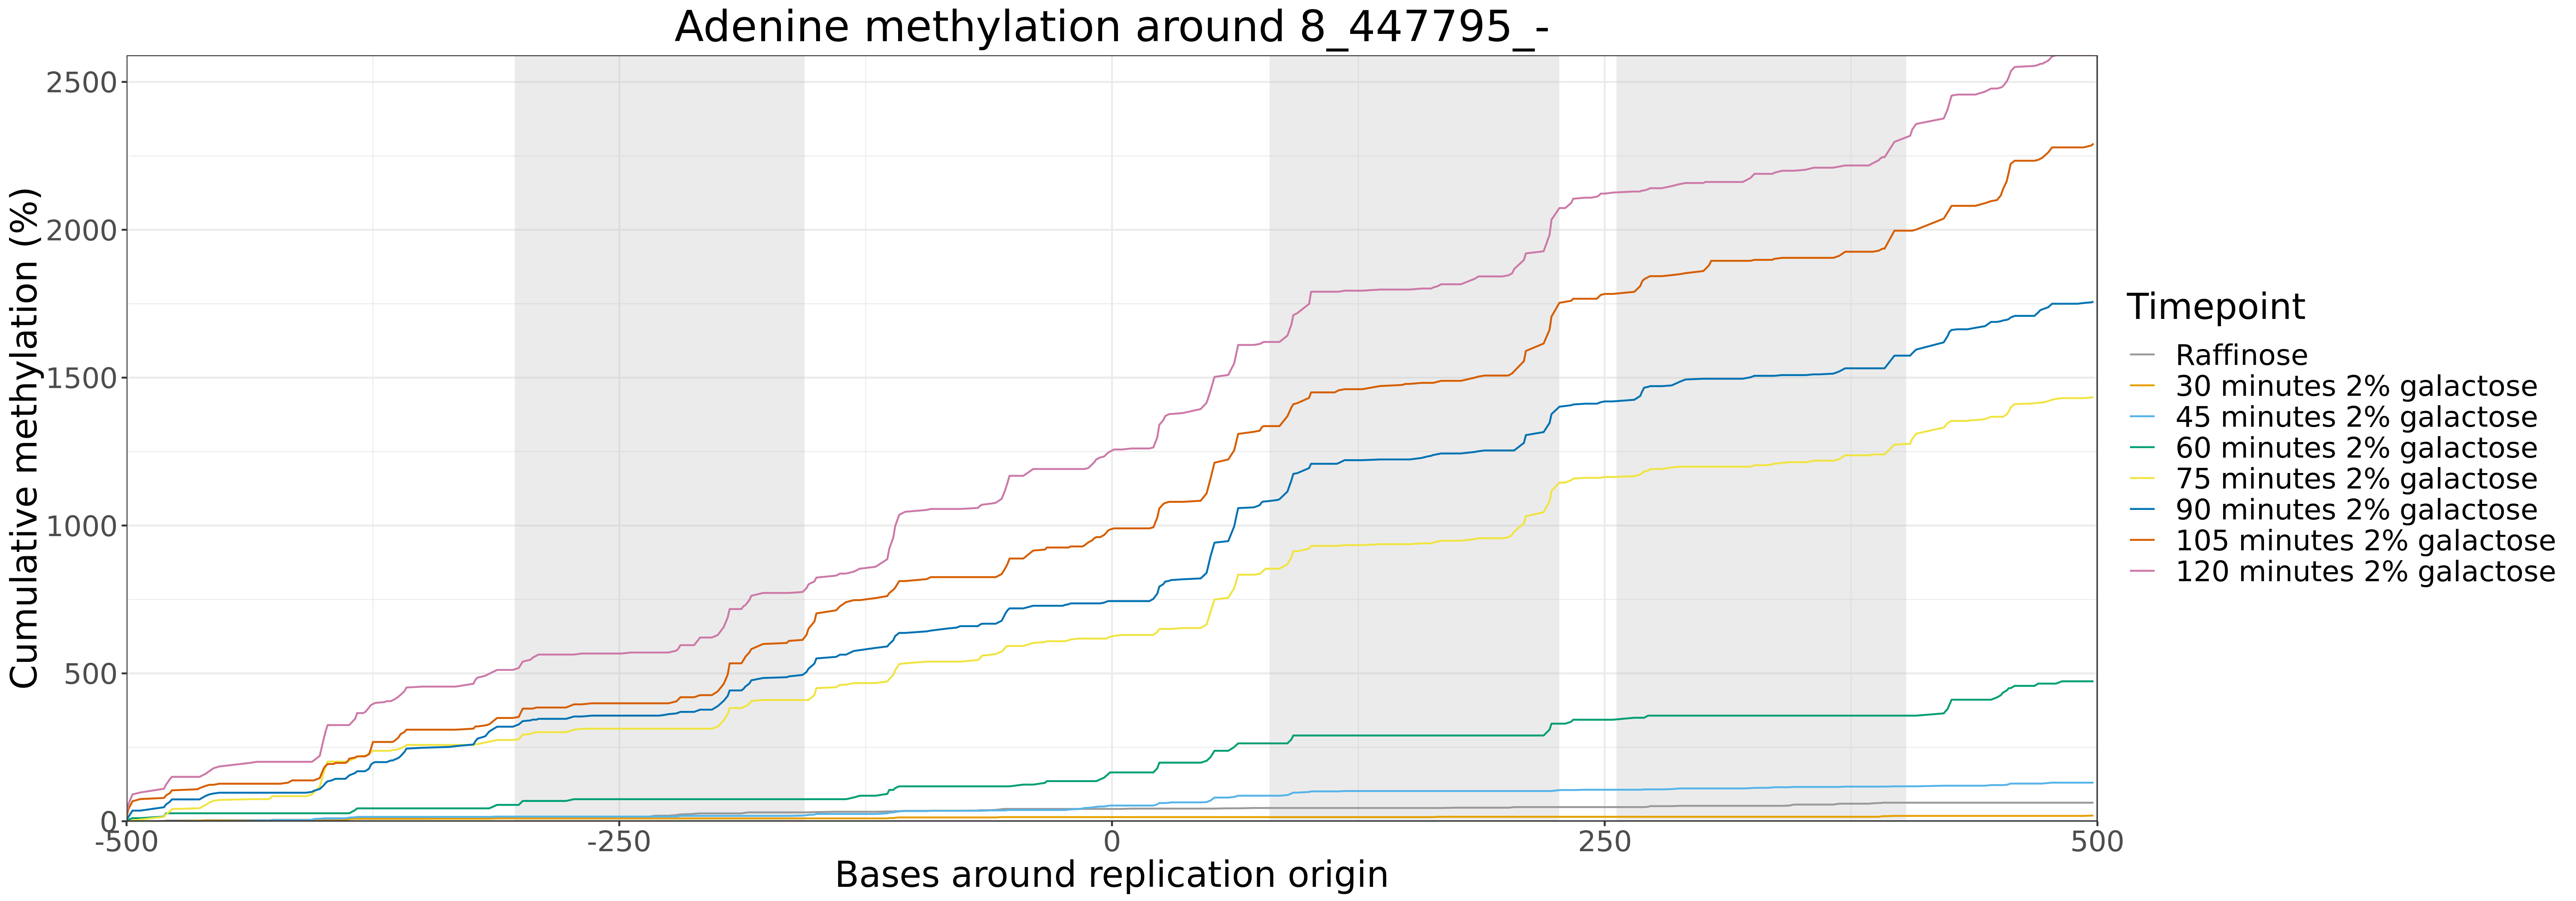 Adenine methylation around 8_447795_-
Cumulative methylation (%)
2500
2000
1500
1000
500
0
-500
-250
0
250
500
Bases around replication origin
Timepoint
Raffinose
30 minutes 2% galactose
45 minutes 2% galactose
60 minutes 2% galactose
75 minutes 2% galactose
90 minutes 2% galactose
105 minutes 2% galactose
120 minutes 2% galactose